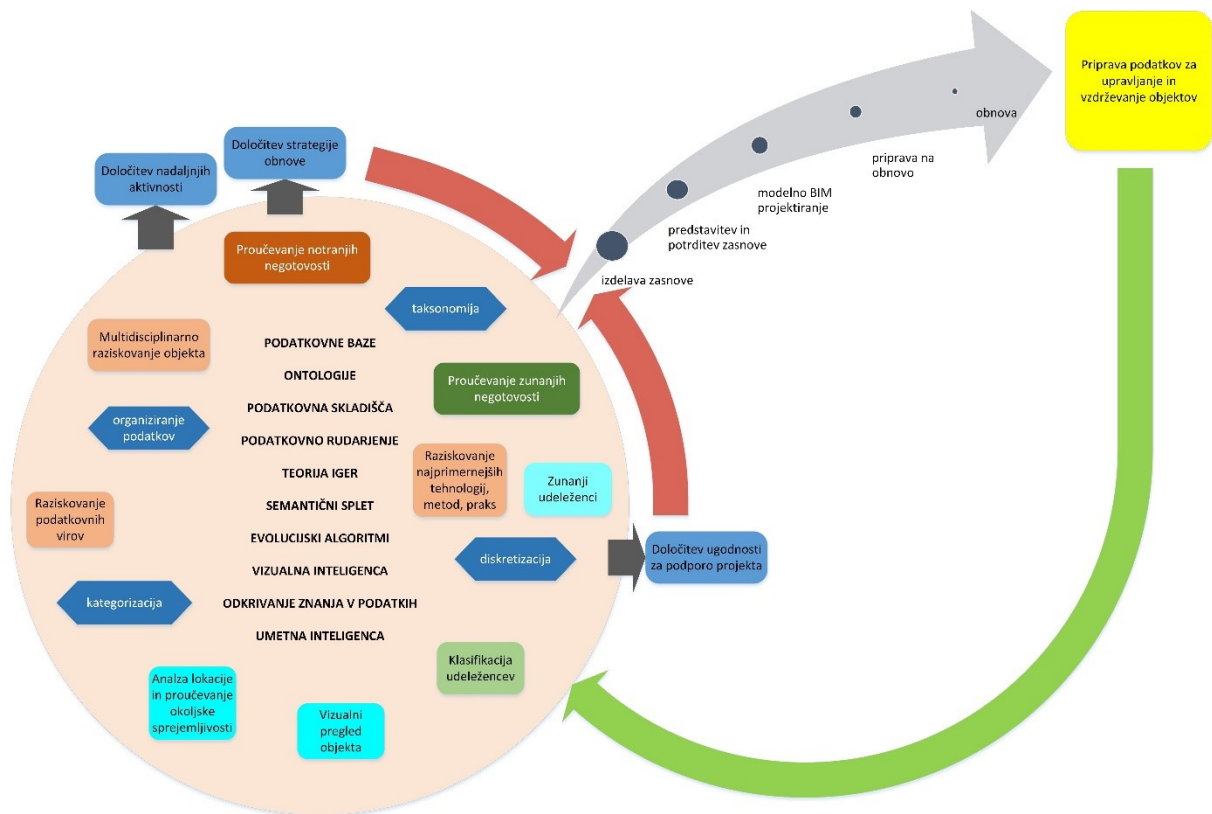 Priprava podatkov za
upravljanje in
vzdrževanje objektov
obnova
priprava na
obnovo
modelno BIM
projektiranje
predstavitev in
potrditev zasnove
izdelava zasnove
Določitev strategije
obnove
Določitev nadaljnjih
aktivnosti
Proučevanje notranjih
negotovosti
taksonomija
Multidisciplinarno
raziskovanje objekta
PODATKOVNE BAZE
ONTOLOGIJE
PODATKOVNA SKLADIŠČA
PODATKOVNO RUDARJENJE
TEORIJA IGER
SEMANTIČNI SPLET
EVOLUCIJSKI ALGORITMI
VIZUALNA INTELIGENCA
ODKRIVANJE ZNANJA V PODATKIH
UMETNA INTELIGENCA
Proučevanje zunanjih
negotovosti
organiziranje
podatkov
Raziskovanje
najprimernejših
tehnologij,
metod, praks
Zunanji
udeleženci
Raziskovanje
podatkovnih
virov
diskretizacija
Določitev ugodnosti
za podporo projekta
kategorizacija
Klasifikacija
udeležencev
Analza lokacije
in proučevanje
okoljske
sprejemljivosti
Vizualni
pregled
objekta